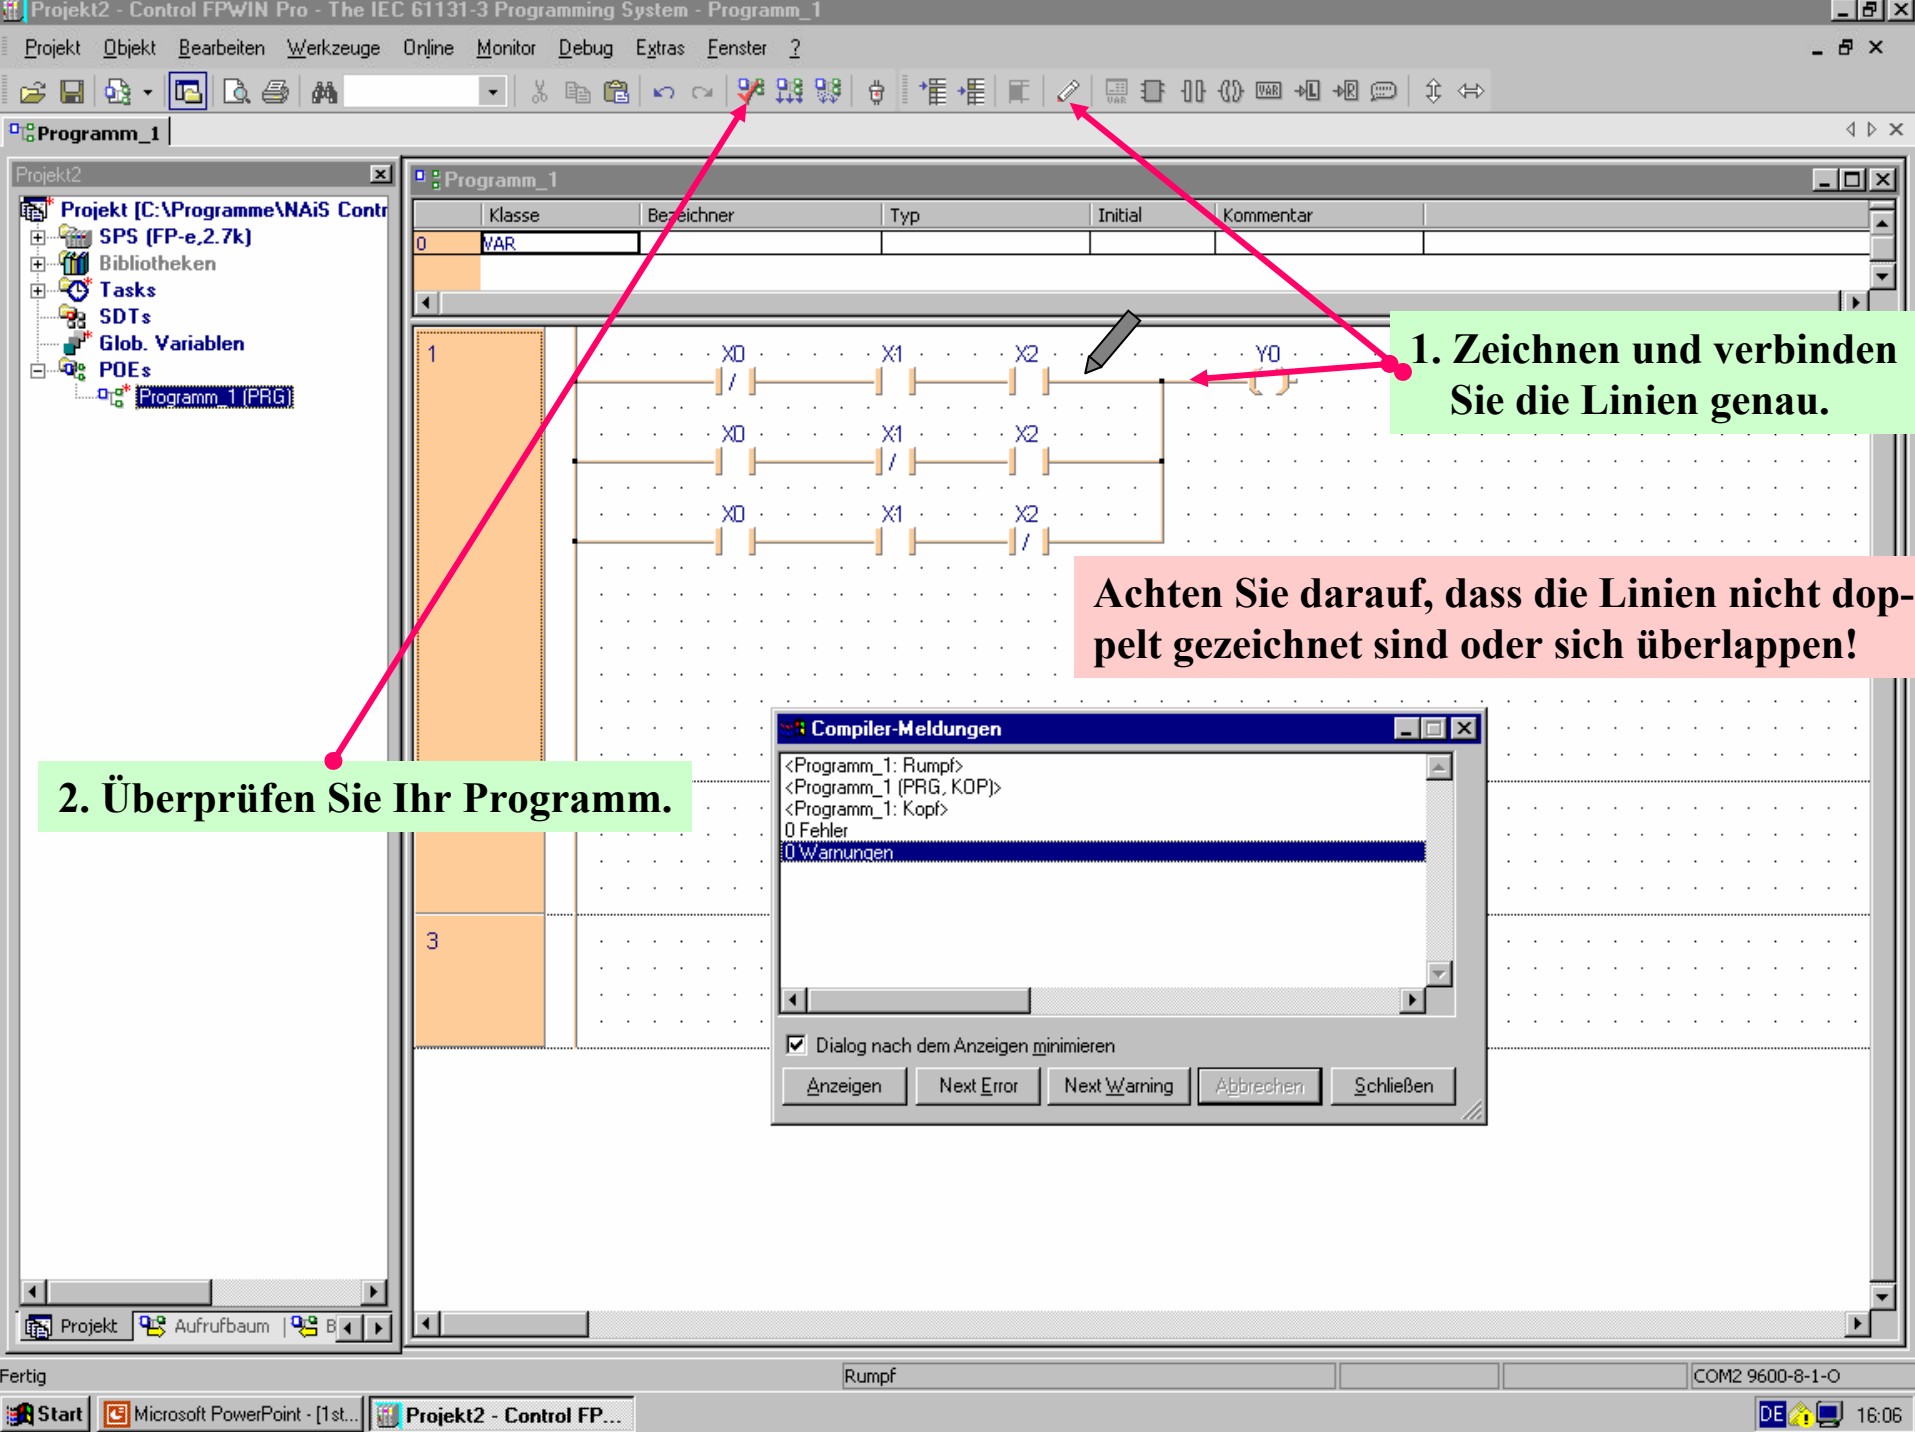 Projekt2 - Control FPWIN Pro - The IEC 61131-3 Programming System - Programm_1
Projekt Objekt Bearbeiten Werkzeuge Online Monitor Debug Extras Fenster ?
Programm_1
Projekt2
Projekt [C:\Programme\NAiS Contr
SPS (FP-e,2.7k)
Bibliotheken
Tasks
SDTs
Glob. Variablen
POEs
Programm_1 (PRG)
Programm_1
Klasse Bezeichner Typ Initial Kommentar
0 VAR
1
X0 X1 X2 Y0
X0 X1 X2
X0 X1 X2
1. Zeichnen und verbinden
Sie die Linien genau.
Achten Sie darauf, dass die Linien nicht dop-
pelt gezeichnet sind oder sich überlappen!
2. Überprüfen Sie Ihr Programm.
3
Compiler-Meldungen
<Programm_1: Rumpf>
<Programm_1 (PRG, KOP)>
<Programm_1: Kopf>
0 Fehler
0 Warnungen
Dialog nach dem Anzeigen minimieren
Anzeigen Next Error Next Warning Abbrechen Schließen
Projekt Aufrufbaum B
Fertig Rumpf COM2 9600-8-1-O
Start Microsoft PowerPoint - [1st... Projekt2 - Control FP... DE 16:06